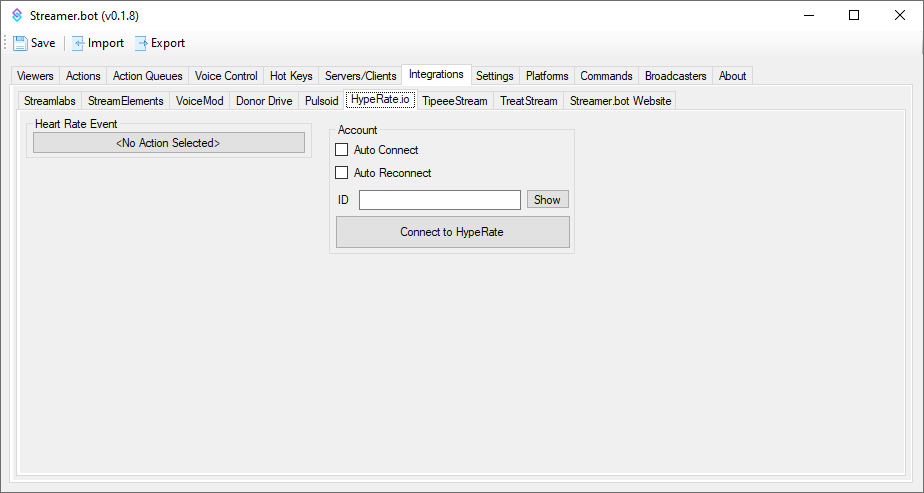 Streamer.bot (v0.1.8)
Save Import Export
Viewers Actions Action Queues Voice Control Hot Keys Servers/Clients Integrations Settings Platforms Commands Broadcasters About
Streamlabs StreamElements VoiceMod Donor Drive Pulsoid HypeRate.io TipeeeStream TreatStream Streamer.bot Website
Heart Rate Event
<No Action Selected>
Account
Auto Connect
Auto Reconnect
ID Show
Connect to HypeRate